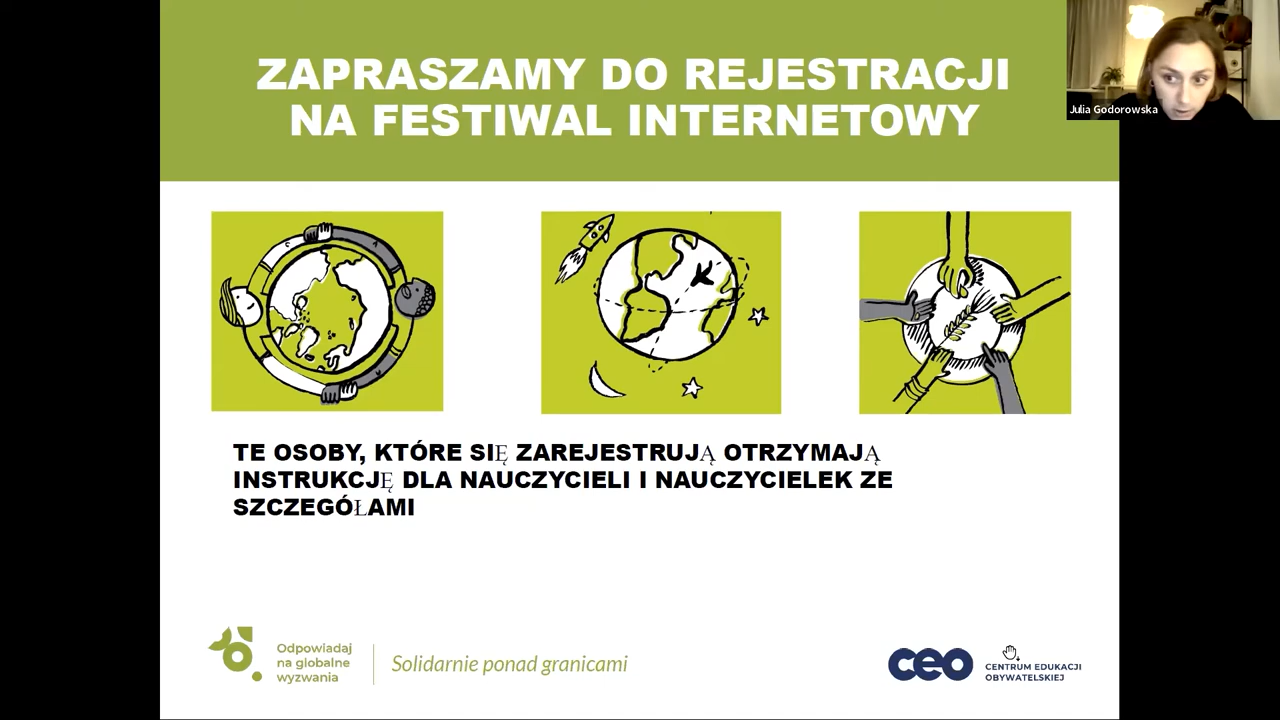 ZAPRASZAMY DO REJESTRACJI
NA FESTIWAL INTERNETOWY
Julia Godorowska
TE OSOBY, KTÓRE SIĘ ZAREJESTRUJĄ OTRZYMAJĄ
INSTRUKCJĘ DLA NAUCZYCIELI I NAUCZYCIELEK ZE
SZCZEGÓŁAMI
Odpowiadaj
na globalne
wyzwania
Solidarnie ponad granicami
ceo
CENTRUM EDUKACJI
OBYWATELSKIEJ